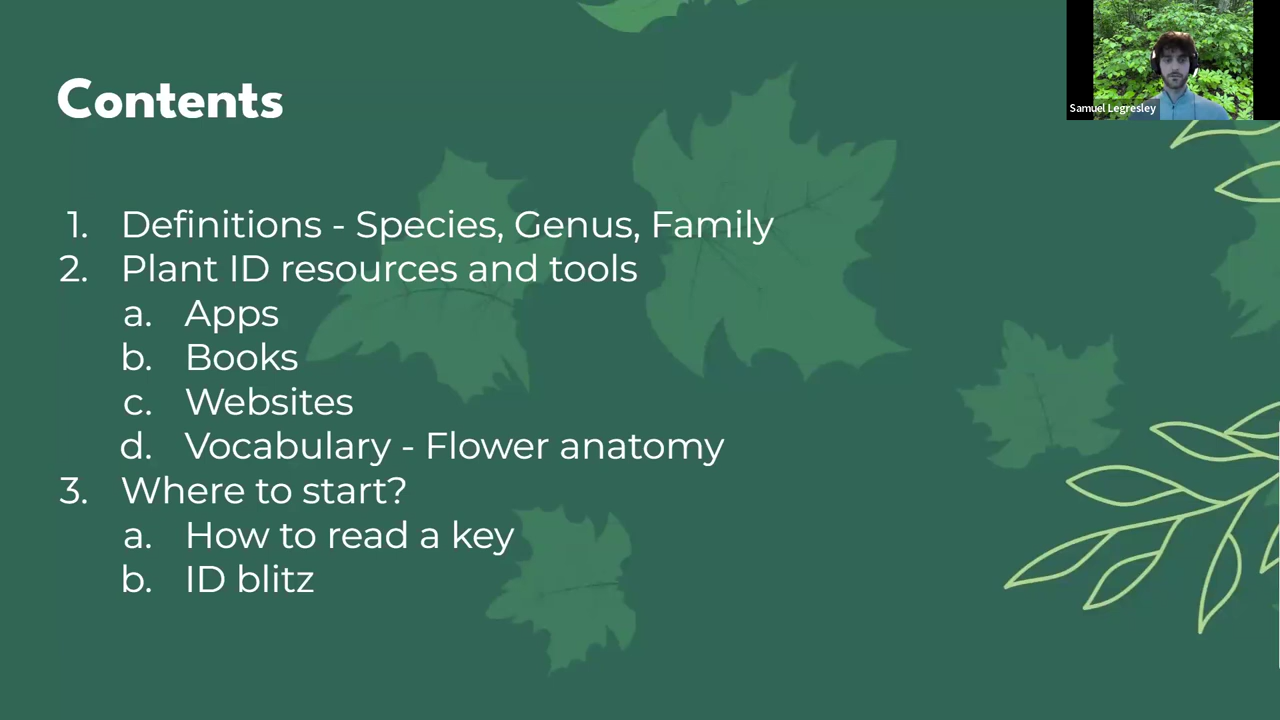 Contents
Samuel Legresley
1. Definitions - Species, Genus, Family
2. Plant ID resources and tools
a. Apps
b. Books
c. Websites
d. Vocabulary - Flower anatomy
3. Where to start?
a. How to read a key
b. ID blitz